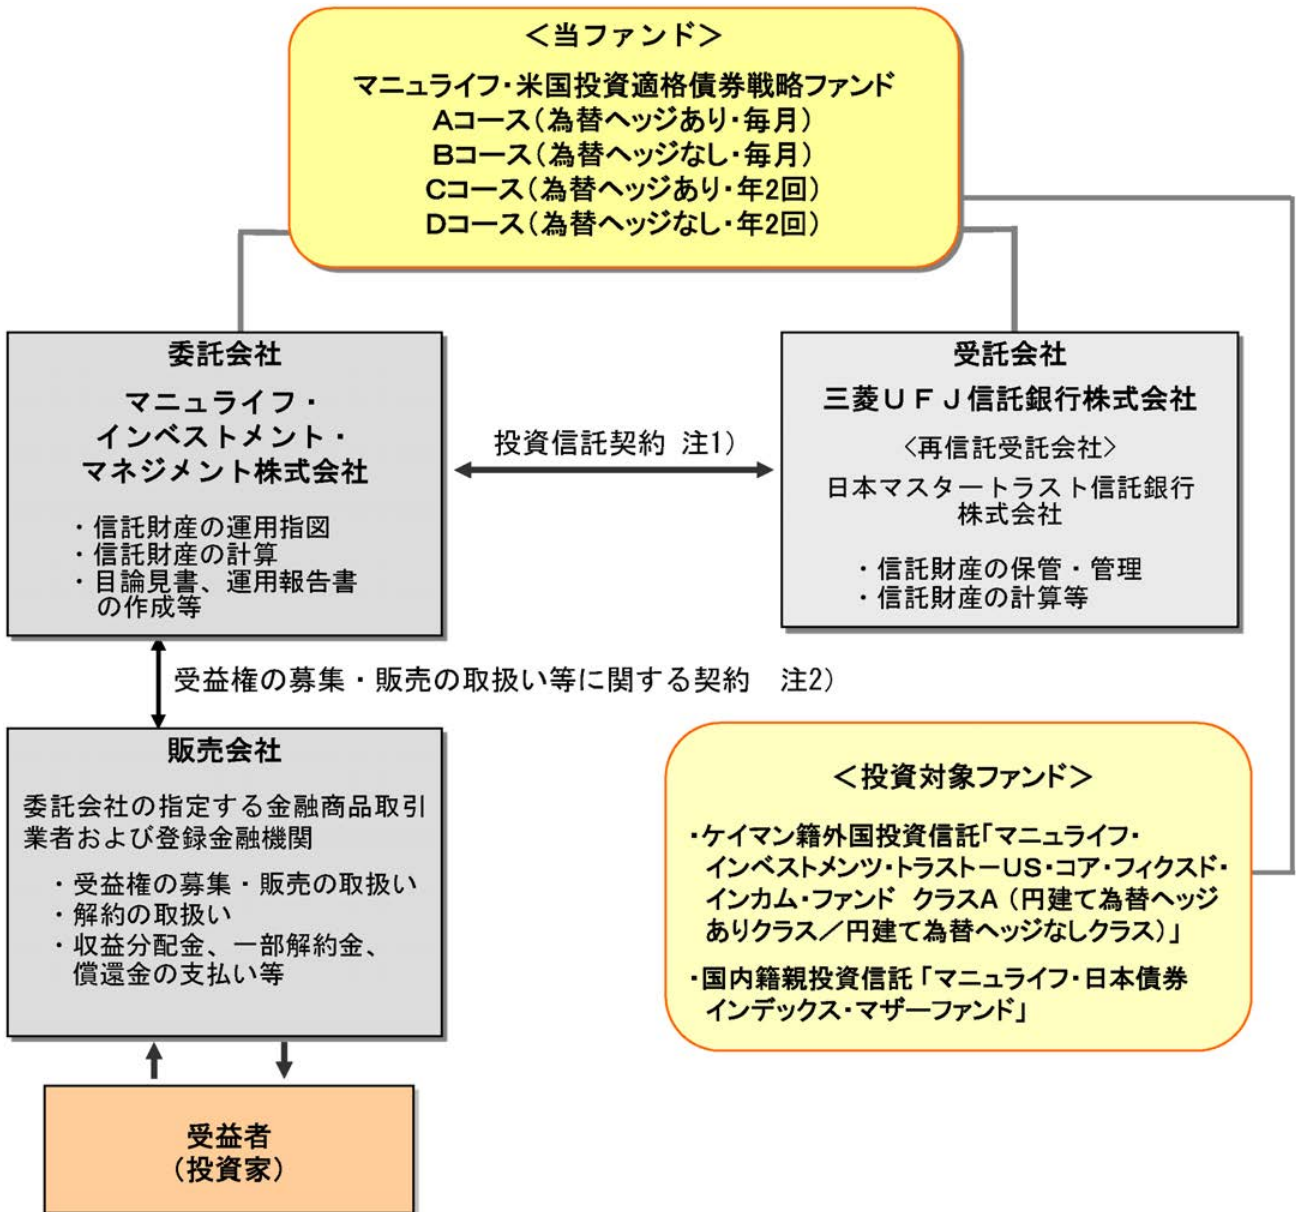 ＜当ファンド＞
マニュライフ・米国投資適格債券戦略ファンド
Aコース（為替ヘッジあり・毎月）
Bコース（為替ヘッジなし・毎月）
Cコース（為替ヘッジあり・年2回）
Dコース（為替ヘッジなし・年2回）
委託会社
マニュライフ・
インベストメント・
マネジメント株式会社
・信託財産の運用指図
・信託財産の計算
・目論見書、運用報告書
の作成等
投資信託契約 注1）
受託会社
三菱ＵＦＪ信託銀行株式会社
＜再信託受託会社＞
日本マスタートラスト信託銀行
株式会社
・信託財産の保管・管理
・信託財産の計算等
受益権の募集・販売の取扱い等に関する契約　注2）
販売会社
委託会社の指定する金融商品取引
業者および登録金融機関
・受益権の募集・販売の取扱い
・解約の取扱い
・収益分配金、一部解約金、
償還金の支払い等
＜投資対象ファンド＞
・ケイマン籍外国投資信託「マニュライフ・
インベストメンツ・トラストーUS・コア・フィクスド・
インカム・ファンド クラスA（円建て為替ヘッジ
ありクラス／円建て為替ヘッジなしクラス）」
・国内籍親投資信託「マニュライフ・日本債券
インデックス・マザーファンド」
受益者
（投資家）